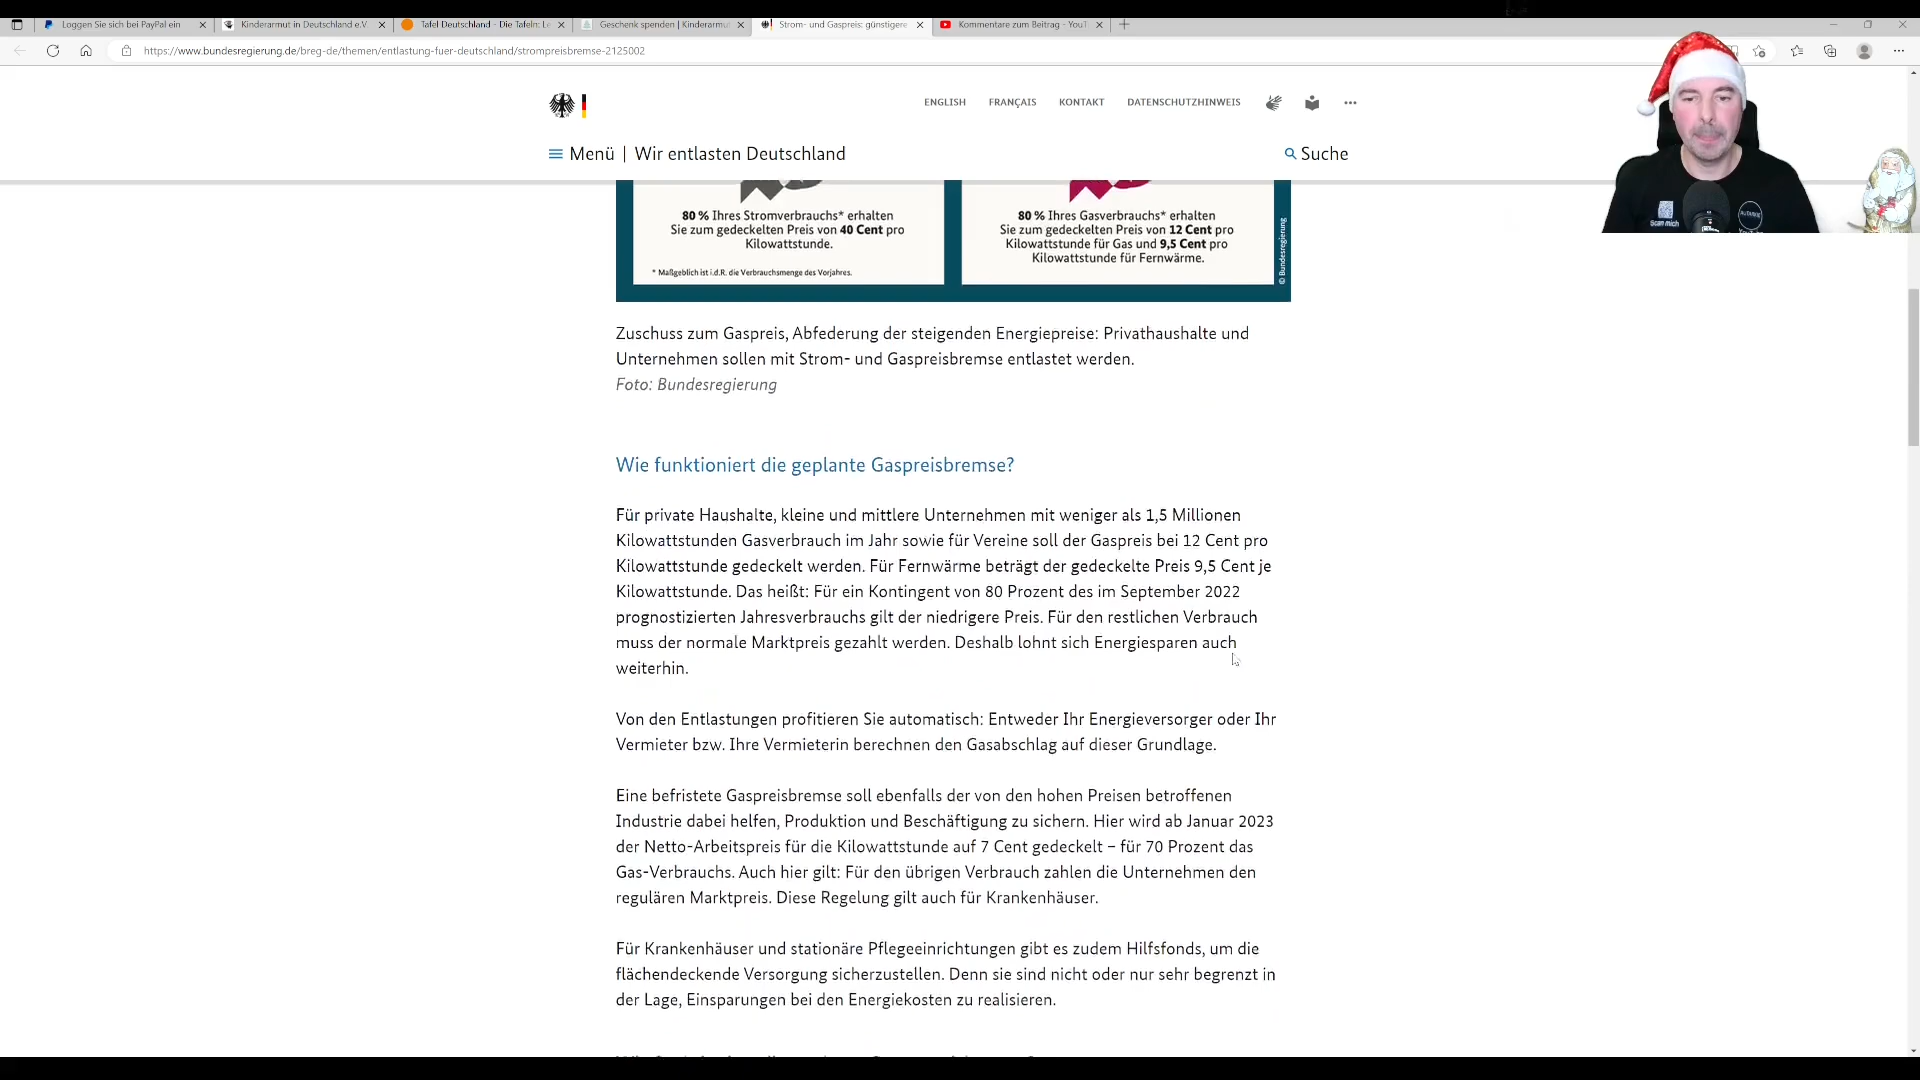 Loggen Sie sich bei PayPal ein
Kinderarmut in Deutschland e.V.
Tafel Deutschland - Die Tafeln: Le
Geschenk spenden | Kinderarmu
Strom- und Gaspreis: günstigere
Kommentare zum Beitrag - YouT
https://www.bundesregierung.de/breg-de/themen/entlastung-fuer-deutschland/strompreisbremse-2125002
ENGLISH FRANÇAIS KONTAKT DATENSCHUTZHINWEIS
Menü | Wir entlasten Deutschland
Suche
80 % Ihres Stromverbrauchs* erhalten
Sie zum gedeckelten Preis von 40 Cent pro
Kilowattstunde.
* Maßgeblich ist i.d.R. die Verbrauchsmenge des Vorjahres.
80 % Ihres Gasverbrauchs* erhalten
Sie zum gedeckelten Preis von 12 Cent pro
Kilowattstunde für Gas und 9,5 Cent pro
Kilowattstunde für Fernwärme.
© Bundesregierung
Scan mich
Zuschuss zum Gaspreis, Abfederung der steigenden Energiepreise: Privathaushalte und
Unternehmen sollen mit Strom- und Gaspreisbremse entlastet werden.
Foto: Bundesregierung
Wie funktioniert die geplante Gaspreisbremse?
Für private Haushalte, kleine und mittlere Unternehmen mit weniger als 1,5 Millionen
Kilowattstunden Gasverbrauch im Jahr sowie für Vereine soll der Gaspreis bei 12 Cent pro
Kilowattstunde gedeckelt werden. Für Fernwärme beträgt der gedeckelte Preis 9,5 Cent je
Kilowattstunde. Das heißt: Für ein Kontingent von 80 Prozent des im September 2022
prognostizierten Jahresverbrauchs gilt der niedrigere Preis. Für den restlichen Verbrauch
muss der normale Marktpreis gezahlt werden. Deshalb lohnt sich Energiesparen auch
weiterhin.
Von den Entlastungen profitieren Sie automatisch: Entweder Ihr Energieversorger oder Ihr
Vermieter bzw. Ihre Vermieterin berechnen den Gasabschlag auf dieser Grundlage.
Eine befristete Gaspreisbremse soll ebenfalls der von den hohen Preisen betroffenen
Industrie dabei helfen, Produktion und Beschäftigung zu sichern. Hier wird ab Januar 2023
der Netto-Arbeitspreis für die Kilowattstunde auf 7 Cent gedeckelt – für 70 Prozent das
Gas-Verbrauchs. Auch hier gilt: Für den übrigen Verbrauch zahlen die Unternehmen den
regulären Marktpreis. Diese Regelung gilt auch für Krankenhäuser.
Für Krankenhäuser und stationäre Pflegeeinrichtungen gibt es zudem Hilfsfonds, um die
flächendeckende Versorgung sicherzustellen. Denn sie sind nicht oder nur sehr begrenzt in
der Lage, Einsparungen bei den Energiekosten zu realisieren.